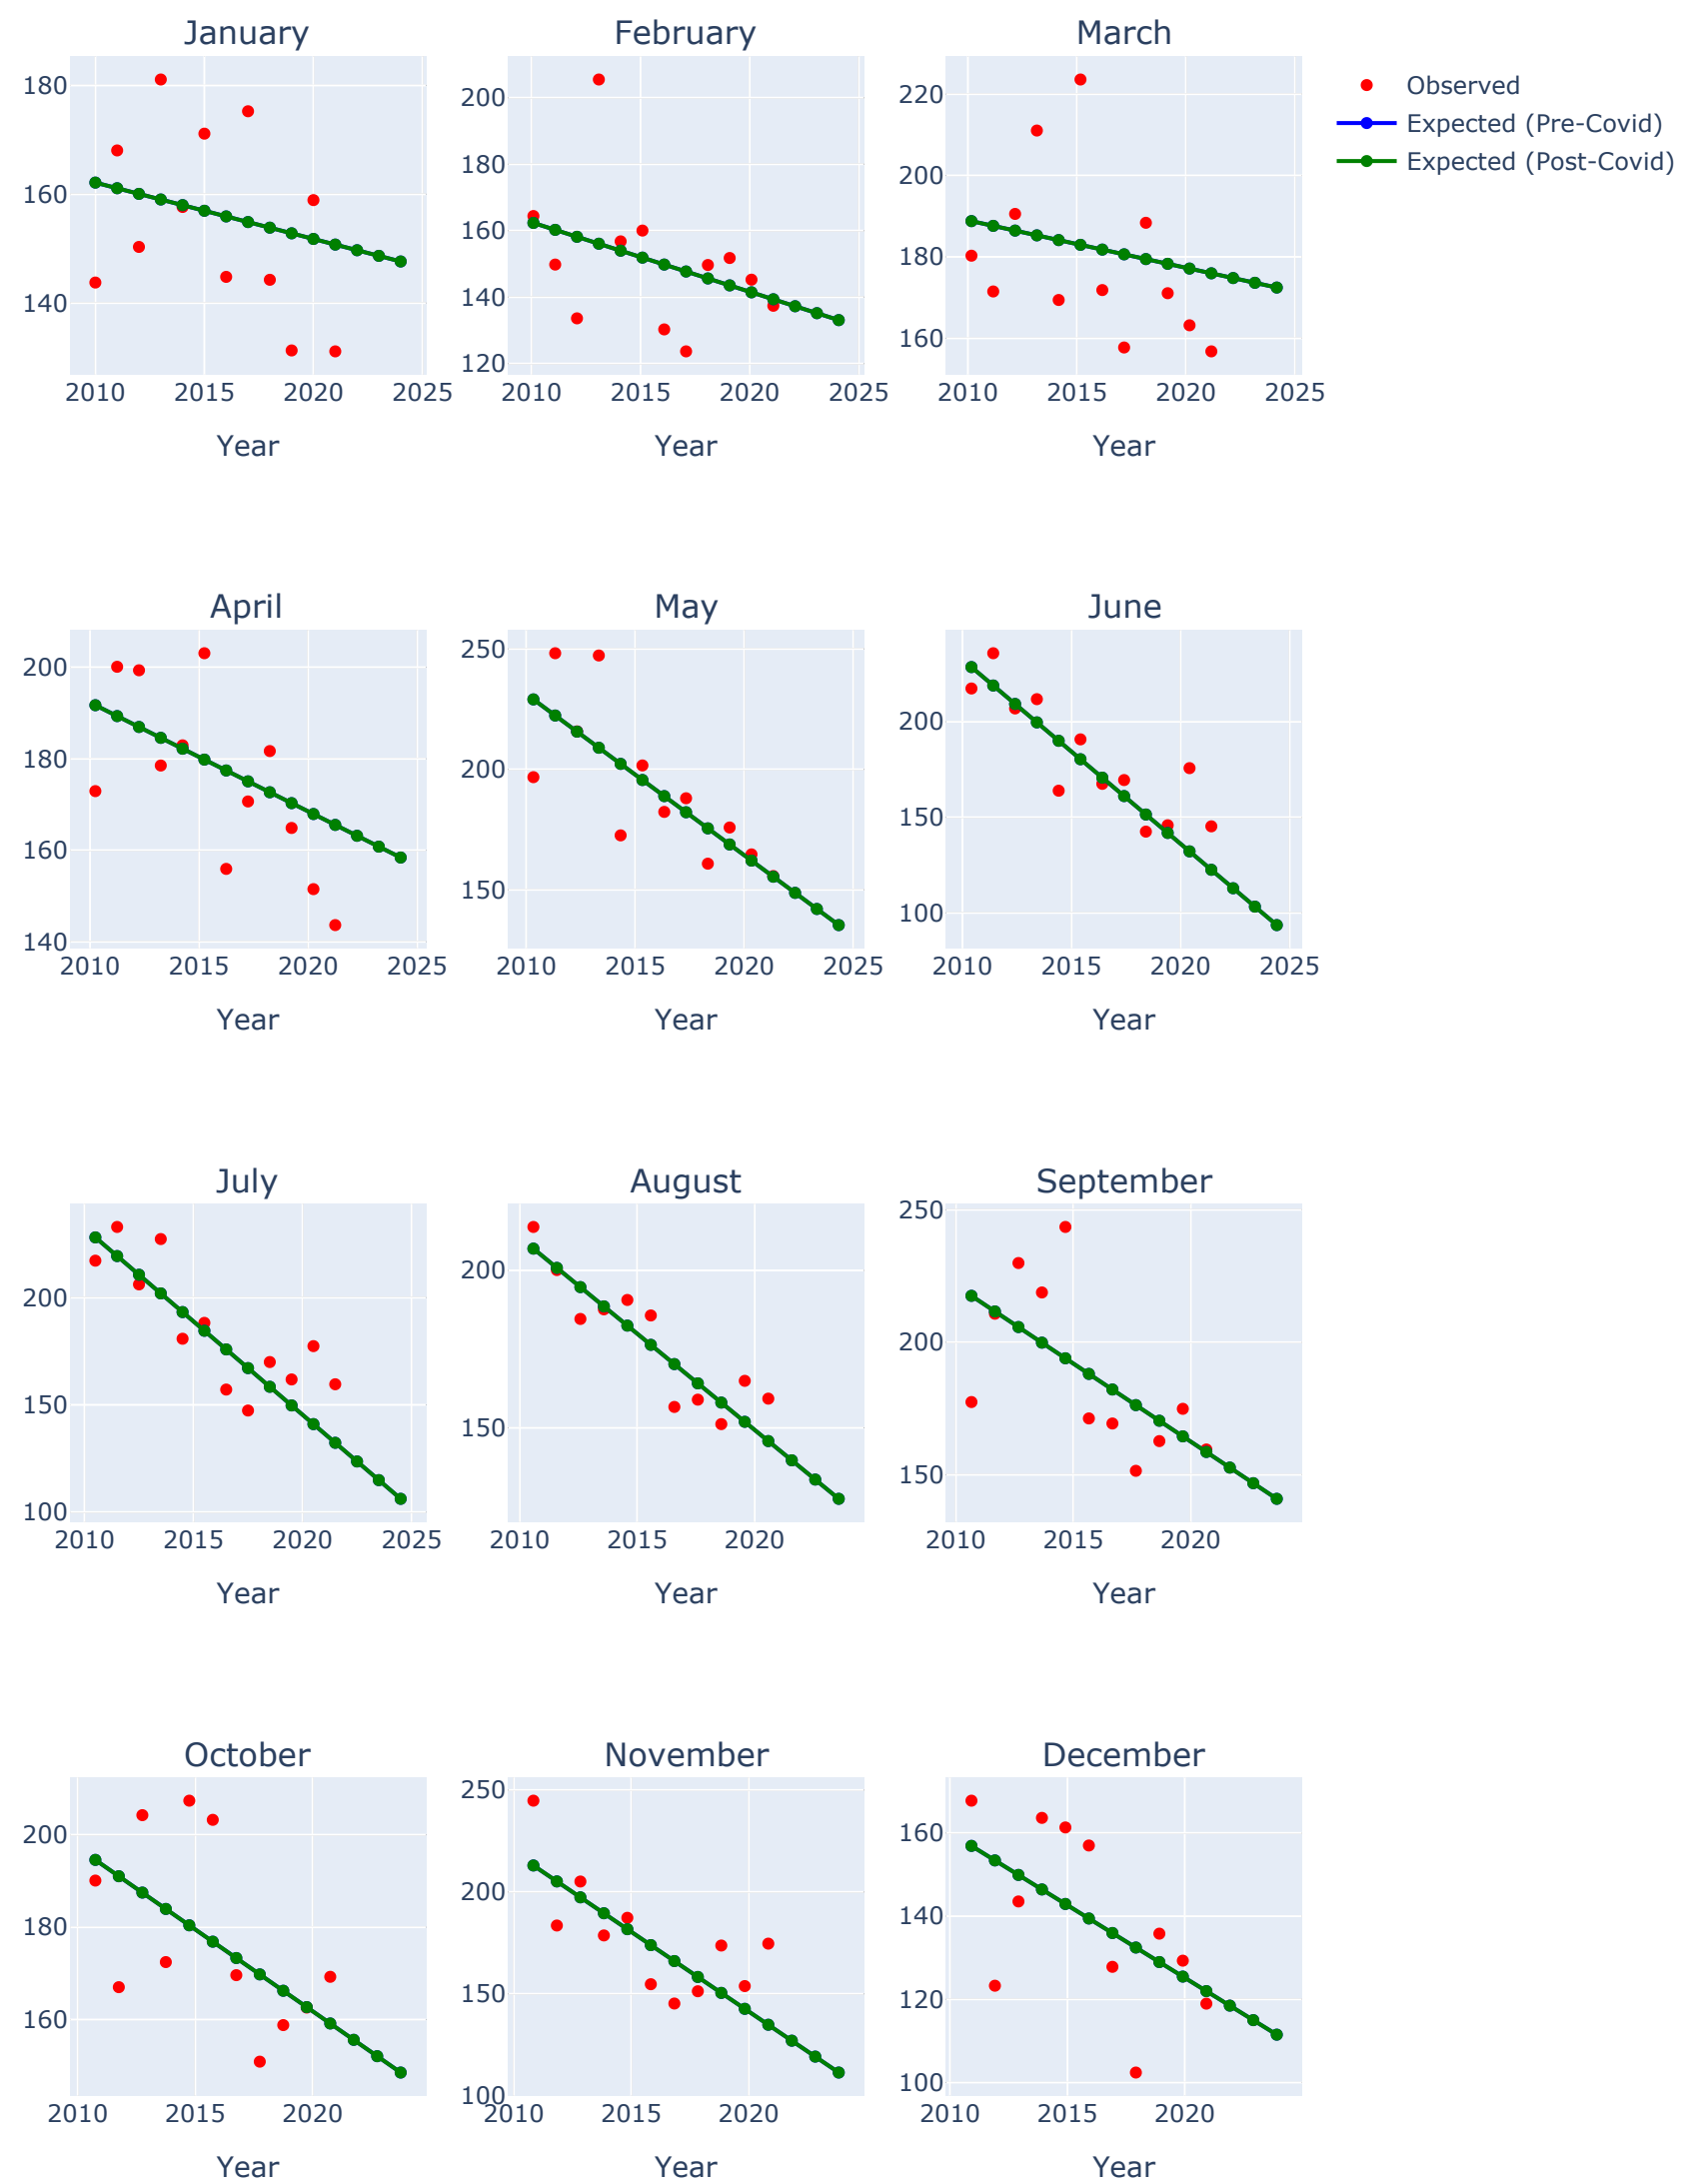 January
February
March
Observed
Expected (Pre-Covid)
Expected (Post-Covid)
180
160
140
2010 2015 2020 2025
Year
200
180
160
140
120
2010 2015 2020 2025
Year
220
200
180
160
2010 2015 2020 2025
Year
April
May
June
200
180
160
140
2010 2015 2020 2025
Year
250
200
150
2010 2015 2020 2025
Year
200
150
100
2010 2015 2020 2025
Year
July
August
September
200
150
100
2010 2015 2020 2025
Year
200
150
2010 2015 2020
Year
250
200
150
2010 2015 2020
Year
October
November
December
200
180
160
2010 2015 2020
Year
250
200
150
100
2010 2015 2020
Year
160
140
120
100
2010 2015 2020
Year